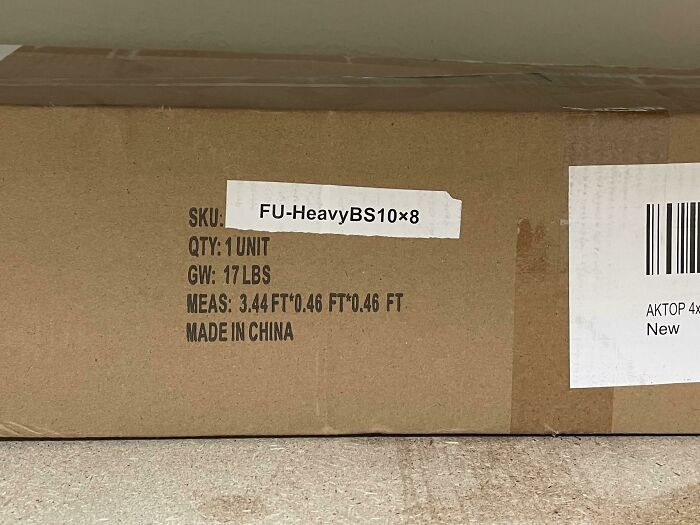 SKU: FU-HeavyBS10×8
QTY: 1 UNIT
GW: 17 LBS
MEAS: 3.44 FT*0.46 FT*0.46 FT
MADE IN CHINA
AKTOP 4x
New